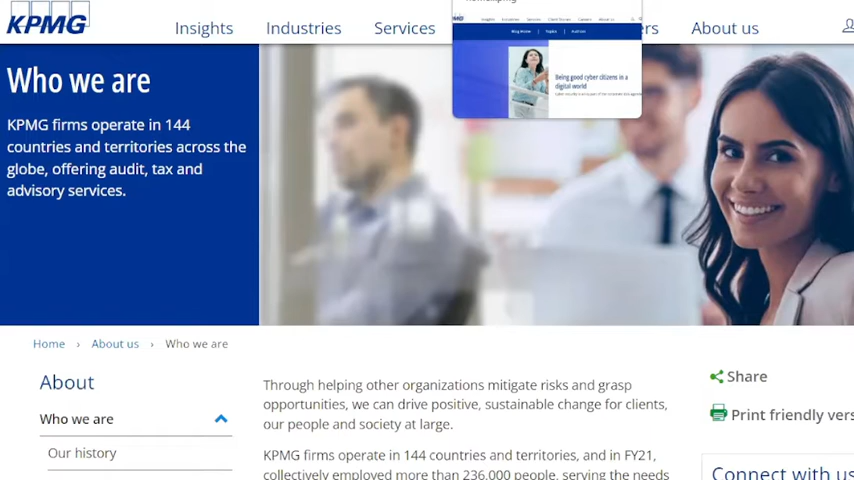 KPMG
Insights
Industries
Services
About us
Who we are
KPMG firms operate in 144
countries and territories across the
globe, offering audit, tax and
advisory services.
Being good cyber citizens in a
digital world
Home › About us › Who we are
About
Who we are
Our history
Through helping other organizations mitigate risks and grasp
opportunities, we can drive positive, sustainable change for clients,
our people and society at large.
KPMG firms operate in 144 countries and territories, and in FY21,
collectively employed more than 236,000 people, serving the needs
Share
Print friendly vers
Connect with us